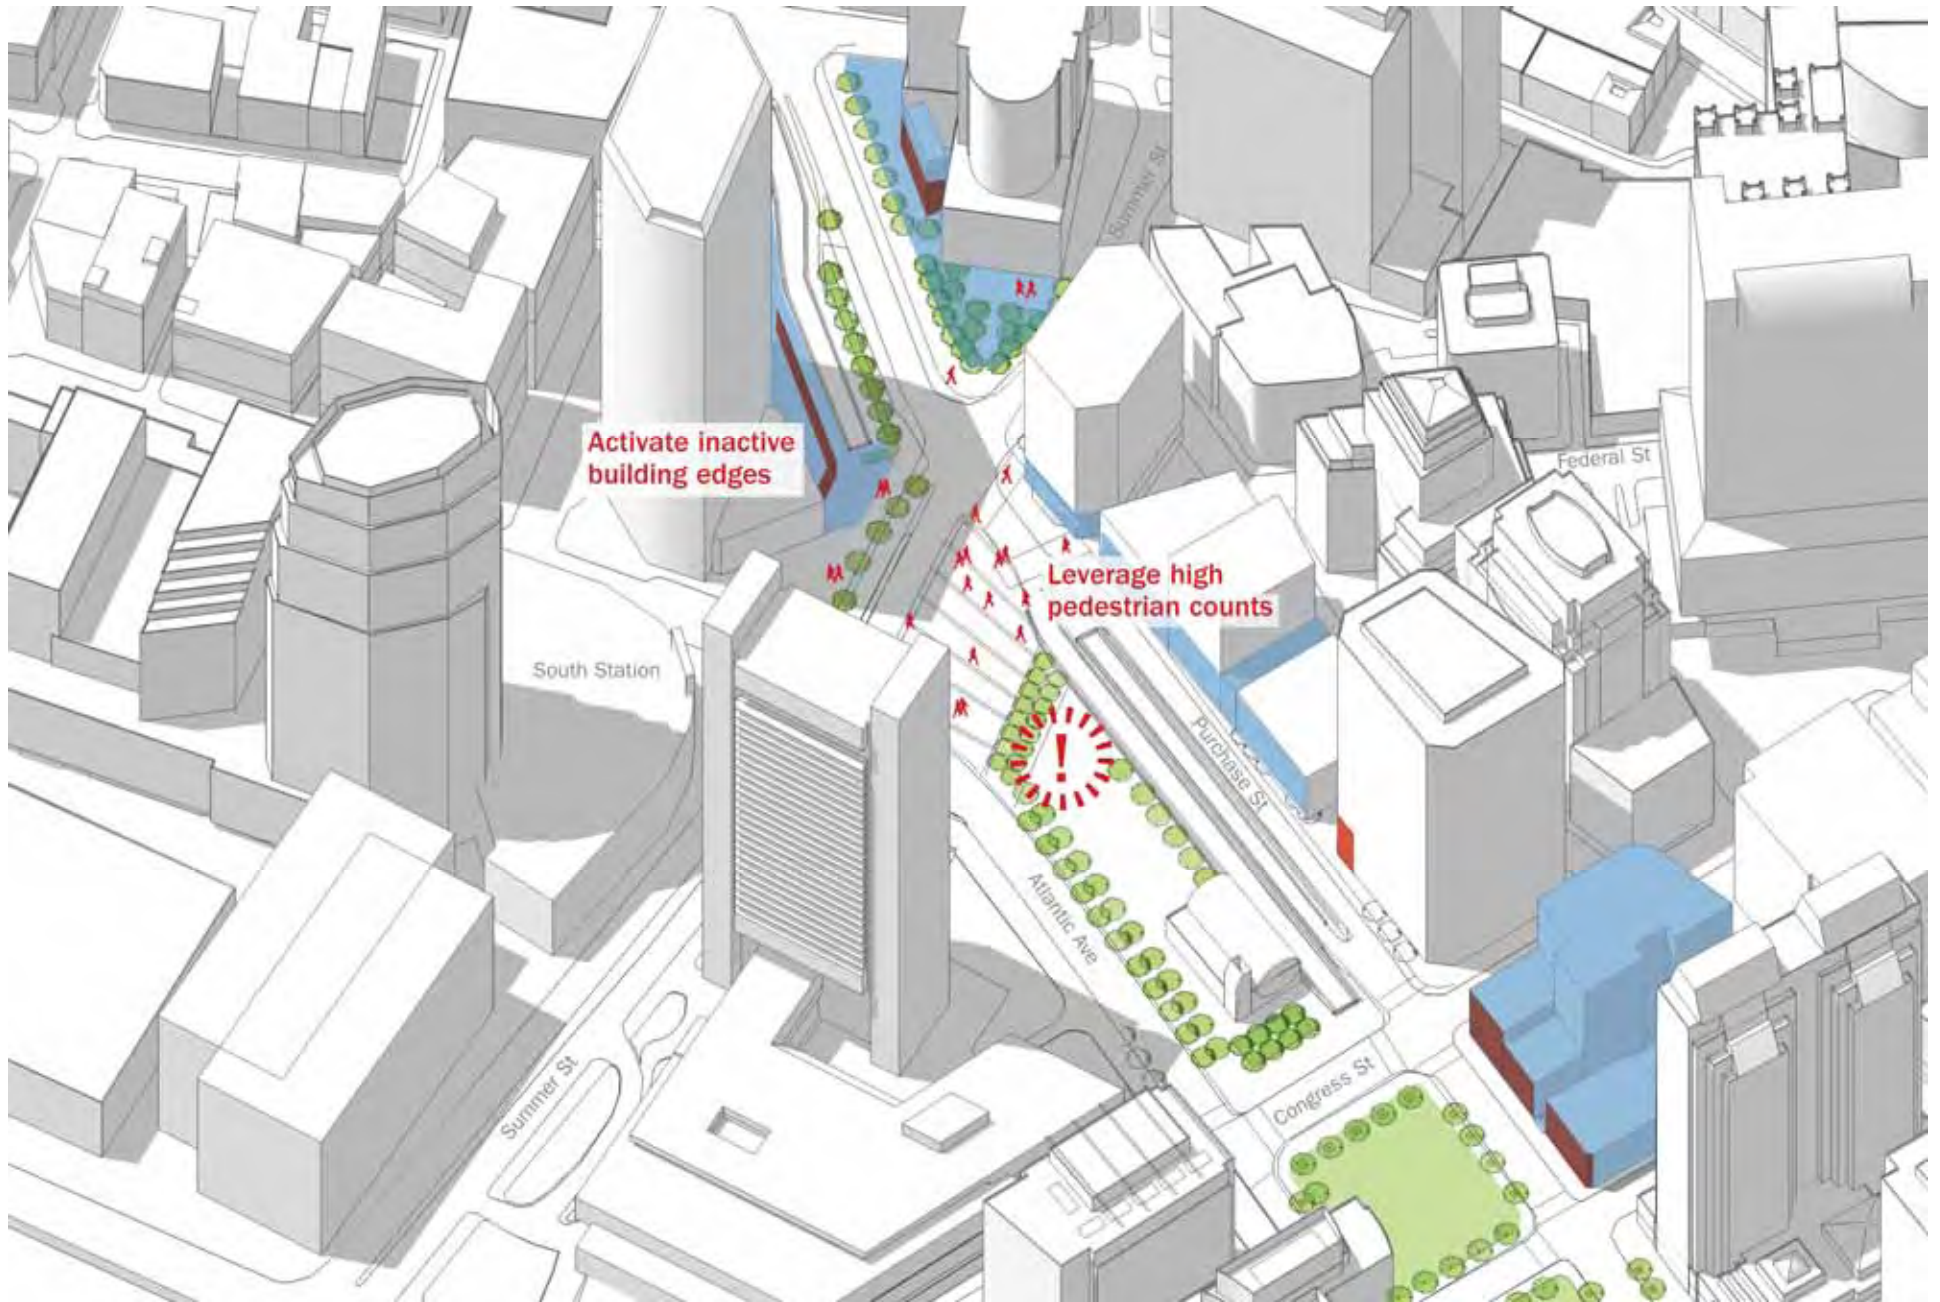 Summer St
Activate inactive
building edges
Federal St
Leverage high
pedestrian counts
South Station
Purchase St
Atlantic Ave
!
Summer St
Congress St